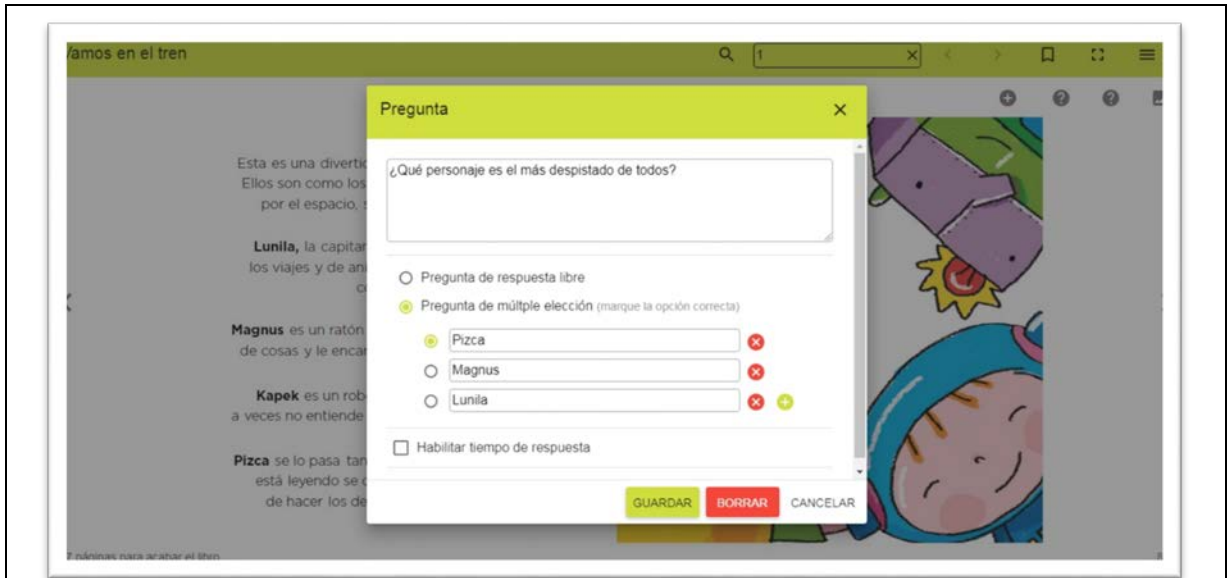 Vamos en el tren
1
Pregunta
Esta es una divertic
Ellos son como los
por el espacio, s
Lunila, la capitar
los viajes y de ani
co
Magnus es un ratón
de cosas y le encar
Kapek es un rob
a veces no entiende
Pizca se lo pasa tan
está leyendo se c
de hacer los de
¿Qué personaje es el más despistado de todos?
Pregunta de respuesta libre
Pregunta de múltple elección (marque la opción correcta)
Pizca
Magnus
Lunila
Habilitar tiempo de respuesta
GUARDAR BORRAR CANCELAR
7 páginas para acabar el libro